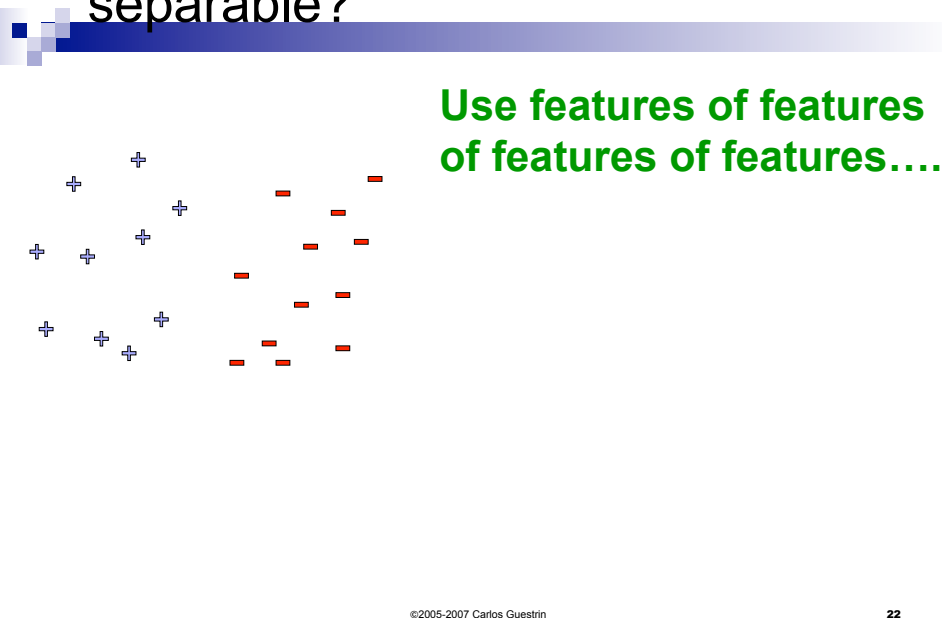 separable?
Use features of features
of features of features….
©2005-2007 Carlos Guestrin
22